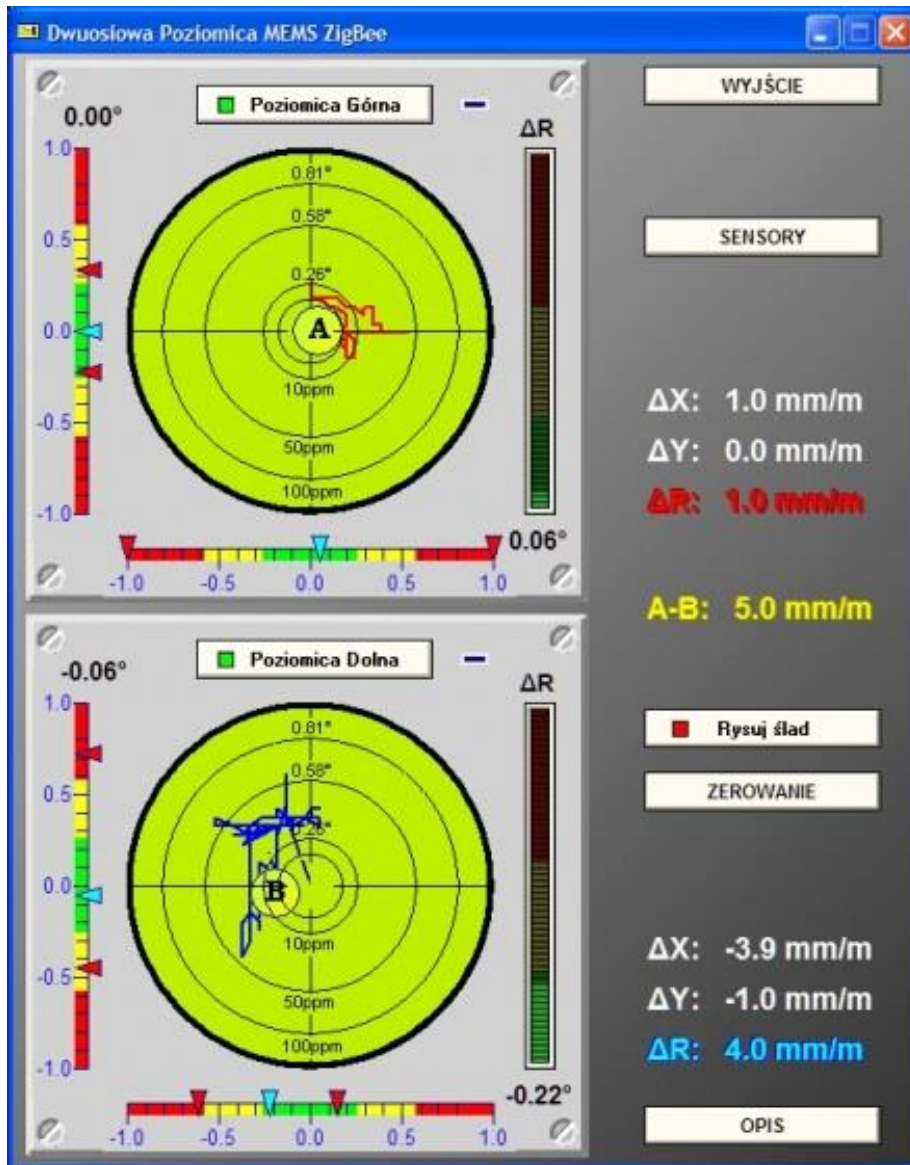 Dwuosiowa Poziomica MEMS ZigBee
Poziomica Górna
0.00°
ΔR
1.0
0.5
0.0
-0.5
-1.0
0.81°
0.58°
0.26°
A
10ppm
50ppm
100ppm
0.06°
-1.0 -0.5 0.0 0.5 1.0
WYJŚCIE
SENSORY
ΔX: 1.0 mm/m
ΔY: 0.0 mm/m
ΔR: 1.0 mm/m
A-B: 5.0 mm/m
Poziomica Dolna
-0.06°
ΔR
1.0
0.5
0.0
-0.5
-1.0
0.81°
0.58°
0.26°
B
10ppm
50ppm
100ppm
-0.22°
-1.0 -0.5 0.0 0.5 1.0
Rysuj ślad
ZEROWANIE
ΔX: -3.9 mm/m
ΔY: -1.0 mm/m
ΔR: 4.0 mm/m
OPIS